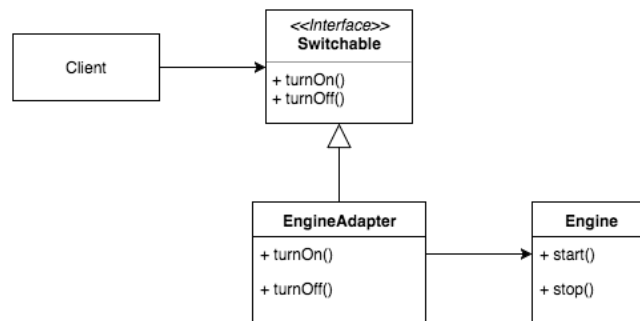 <<Interface>>
Switchable
Client
+ turnOn()
+ turnOff()
EngineAdapter
+ turnOn()
+ turnOff()
Engine
+ start()
+ stop()